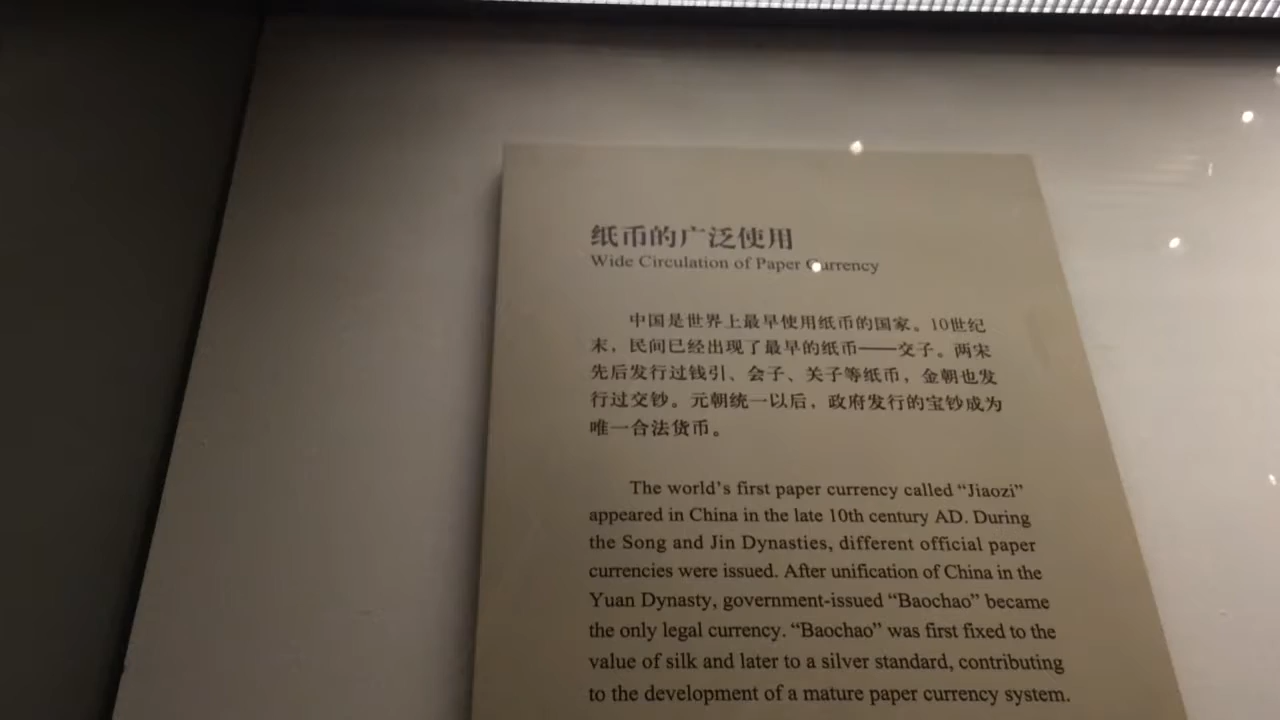 纸币的广泛使用
Wide Circulation of Paper Currency
中国是世界上最早使用纸币的国家。10世纪
末，民间已经出现了最早的纸币——交子。两宋
先后发行过钱引、会子、关子等纸币，金朝也发
行过交钞。元朝统一以后，政府发行的宝钞成为
唯一合法货币。
The world's first paper currency called “Jiaozi”
appeared in China in the late 10th century AD. During
the Song and Jin Dynasties, different official paper
currencies were issued. After unification of China in the
Yuan Dynasty, government-issued “Baochao” became
the only legal currency. “Baochao” was first fixed to the
value of silk and later to a silver standard, contributing
to the development of a mature paper currency system.